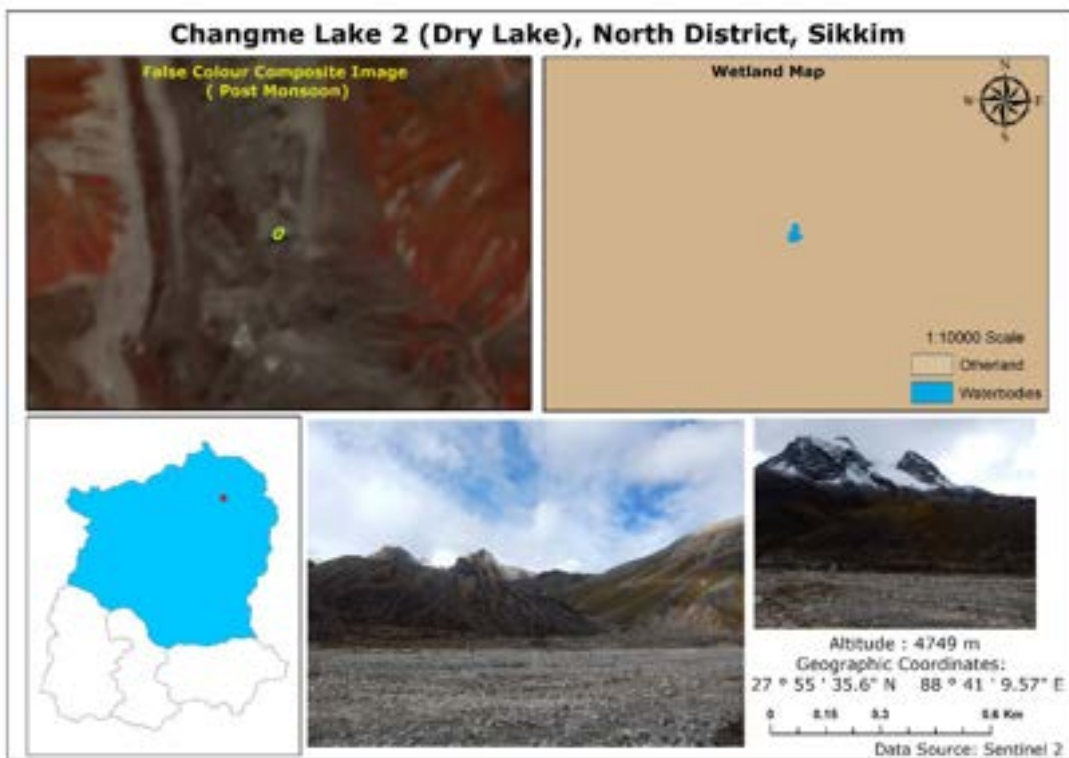 Changme Lake 2 (Dry Lake), North District, Sikkim
False Colour Composite Image
( Post Monsoon)
Wetland Map
N
W E
S
1:10000 Scale
Otherland
Waterbodies
Altitude : 4749 m
Geographic Coordinates:
27 ° 55 ' 35.6" N 88 ° 41 ' 9.57" E
0 0.15 0.3 0.6 Km
Data Source: Sentinel 2